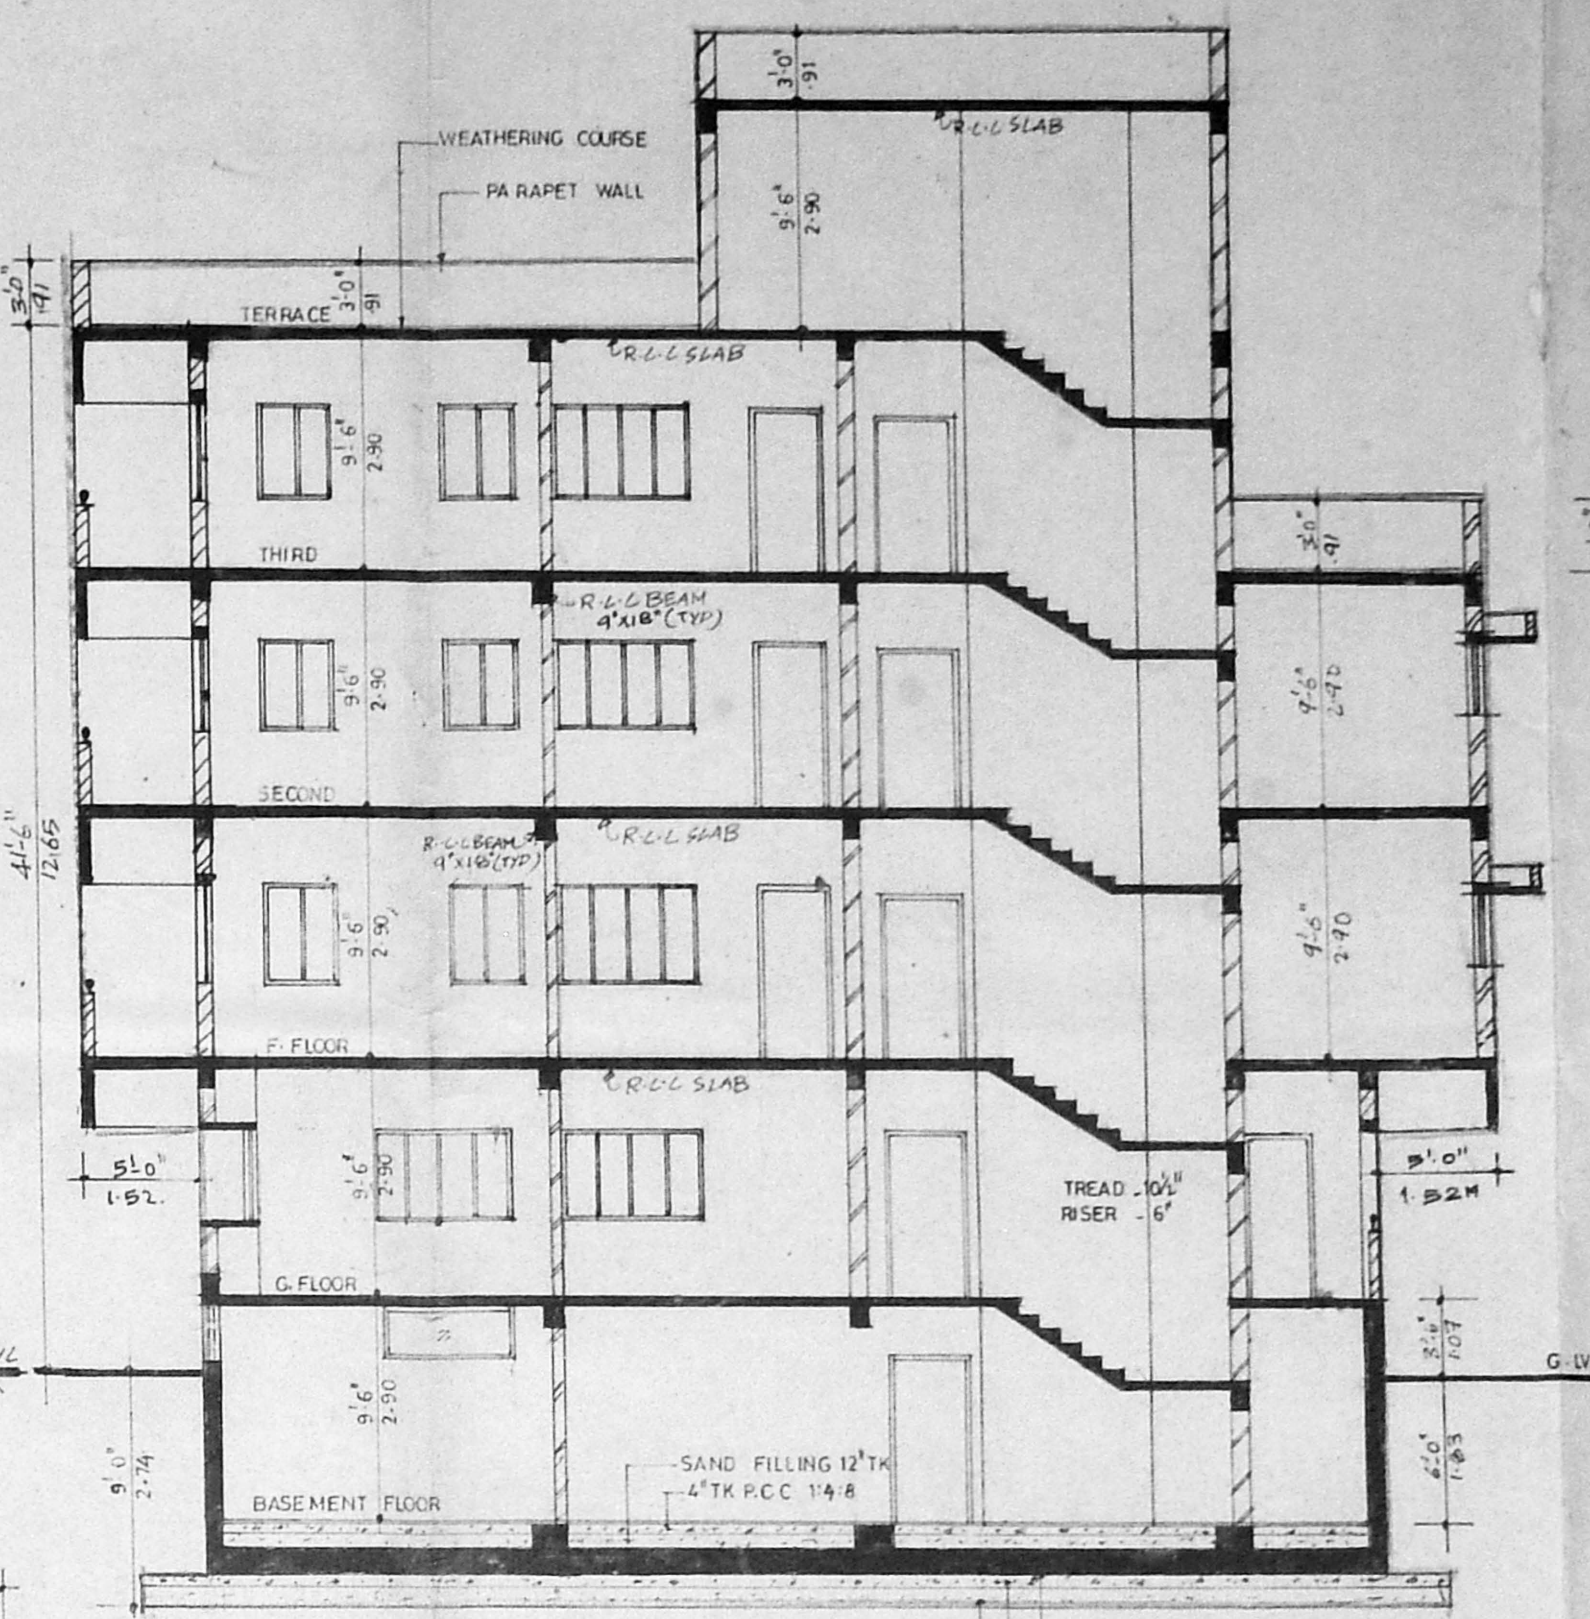 3'-0"
.91
R.C.C SLAB
WEATHERING COURSE
PARAPET WALL
9'-6"
2.90
3'-0"
.91
TERRACE
3'-0"
.91
R.C.C SLAB
9'-6"
2.90
3'-0"
.91
THIRD
R.C.C BEAM
9"X18" (TYP)
9'-6"
2.90
9'-6"
2.90
SECOND
R.C.C BEAM
9"X18" (TYP)
R.C.C SLAB
41'-6"
12.65
9'-6"
2.90
9'-6"
2.90
F. FLOOR
R.C.C SLAB
5'-0"
1.52.
9'-6"
2.90
TREAD - 10½"
RISER - 6"
5'-0"
1.52M
G. FLOOR
3'-6"
1.07
G.LV
9'-6"
2.90
9'-0"
2.74
SAND FILLING 12"TK
4"TK P.C.C 1:4:8
6'-0"
1.83
BASEMENT FLOOR